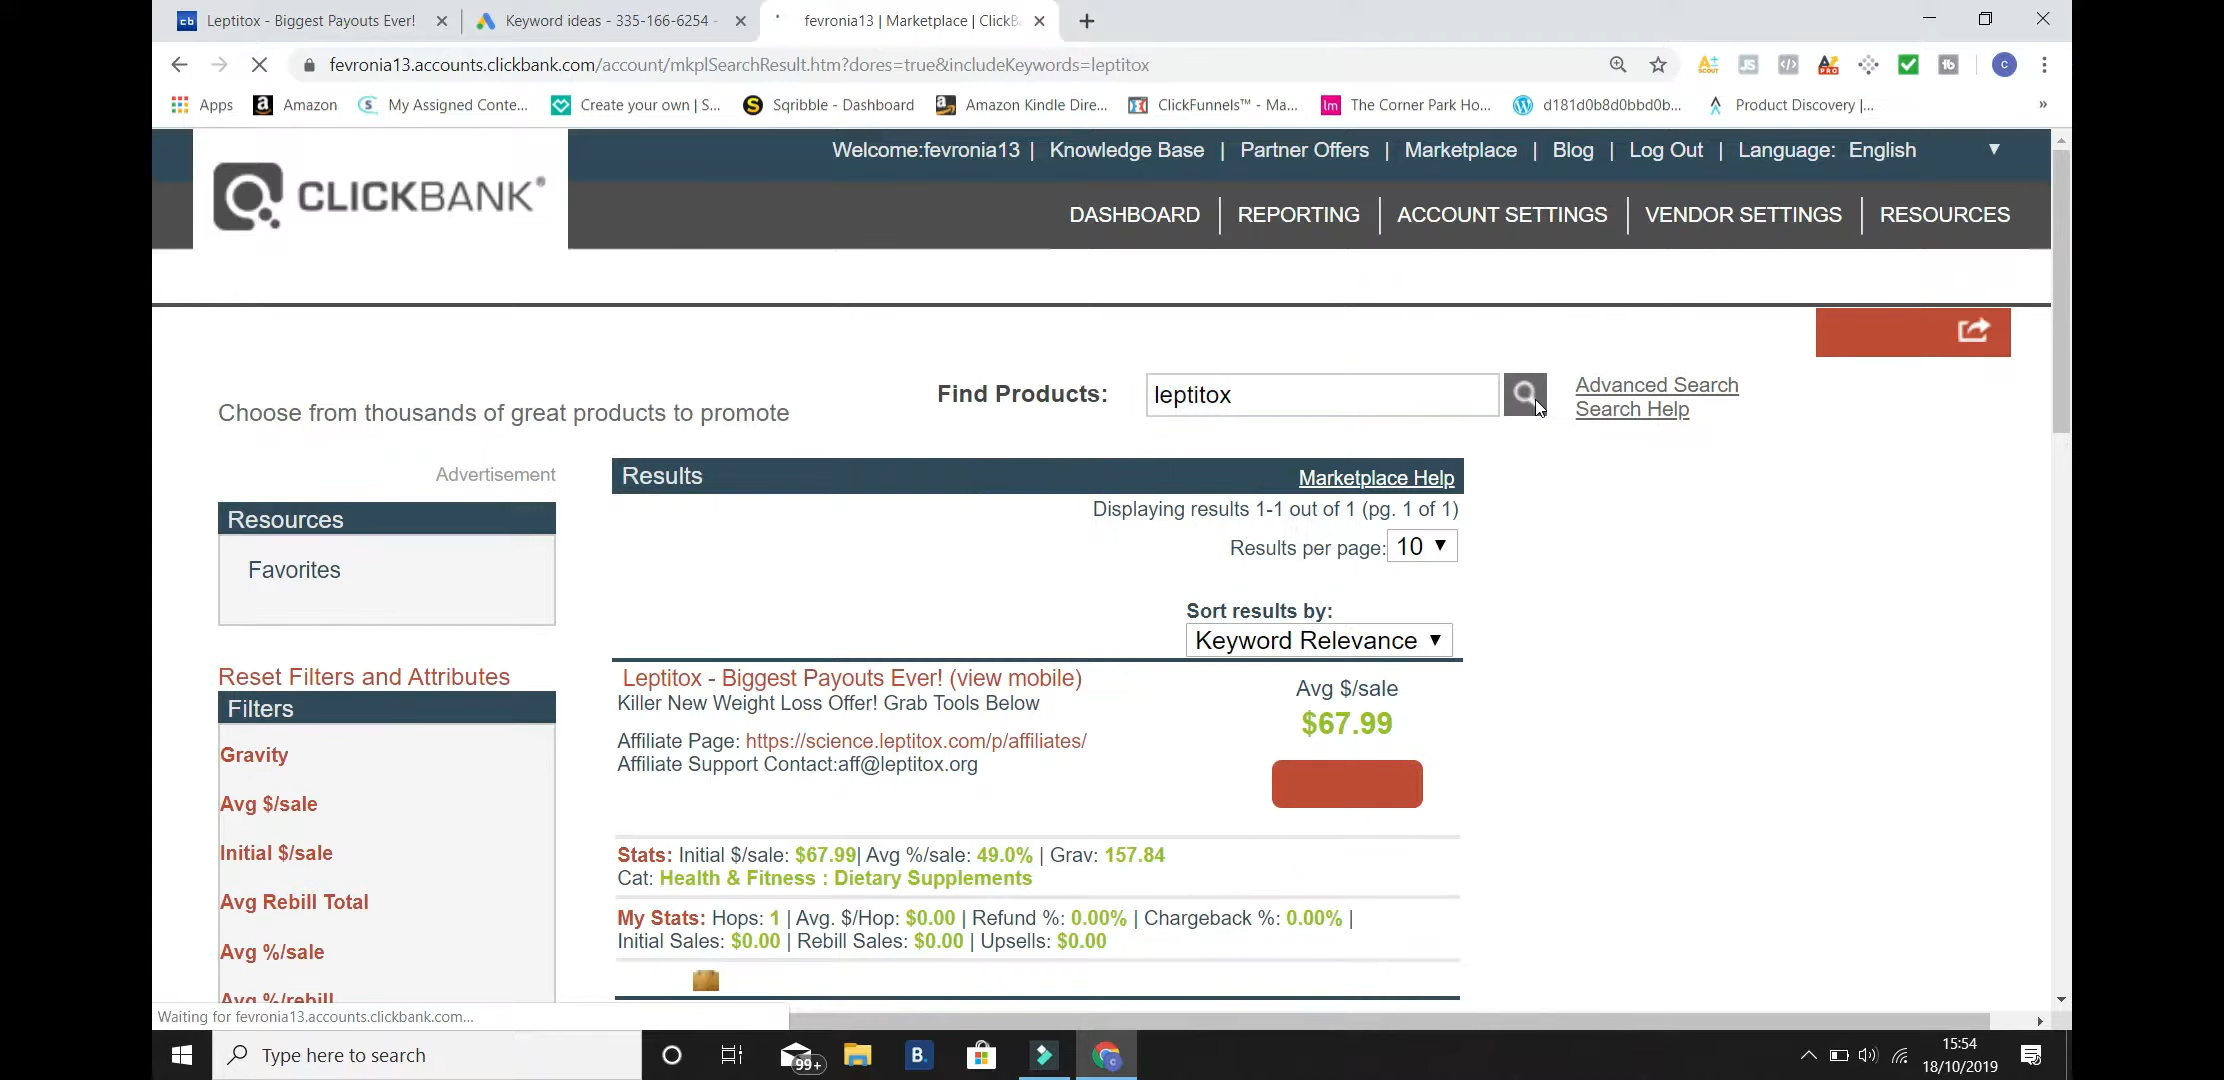 Leptitox - Biggest Payouts Ever!
Keyword ideas - 335-166-6254 -
fevronia13 | Marketplace | ClickB
fevronia13.accounts.clickbank.com/account/mkplSearchResult.htm?dores=true&includeKeywords=leptitox
Apps Amazon My Assigned Conte... Create your own | S... Sqribble - Dashboard Amazon Kindle Dire... ClickFunnels™ - Ma... The Corner Park Ho... d181d0b8d0bbd0b... Product Discovery |... »
Welcome:fevronia13 | Knowledge Base | Partner Offers | Marketplace | Blog | Log Out | Language: English
CLICKBANK®
DASHBOARD REPORTING ACCOUNT SETTINGS VENDOR SETTINGS RESOURCES
Find Products: leptitox
Advanced Search
Search Help
Choose from thousands of great products to promote
Advertisement
Resources
Favorites
Reset Filters and Attributes
Filters
Gravity
Avg $/sale
Initial $/sale
Avg Rebill Total
Avg %/sale
Avg %/rebill
Results Marketplace Help
Displaying results 1-1 out of 1 (pg. 1 of 1)
Results per page: 10
Sort results by:
Keyword Relevance
Leptitox - Biggest Payouts Ever! (view mobile)
Killer New Weight Loss Offer! Grab Tools Below
Affiliate Page: https://science.leptitox.com/p/affiliates/
Affiliate Support Contact:aff@leptitox.org
Avg $/sale
$67.99
Stats: Initial $/sale: $67.99| Avg %/sale: 49.0% | Grav: 157.84
Cat: Health & Fitness : Dietary Supplements
My Stats: Hops: 1 | Avg. $/Hop: $0.00 | Refund %: 0.00% | Chargeback %: 0.00% |
Initial Sales: $0.00 | Rebill Sales: $0.00 | Upsells: $0.00
Waiting for fevronia13.accounts.clickbank.com...
Type here to search
99+
B.
15:54
18/10/2019